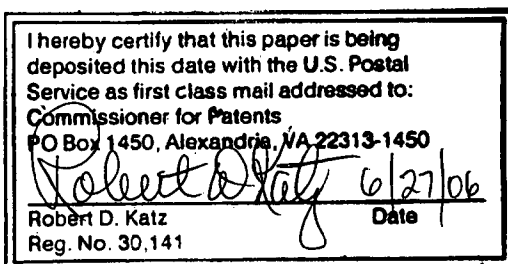 I hereby certify that this paper is being
deposited this date with the U.S. Postal
Service as first class mail addressed to:
Commissioner for Patents
PO Box 1450, Alexandria, VA 22313-1450
Robert D Katz 6/27/06
Robert D. Katz Date
Reg. No. 30,141